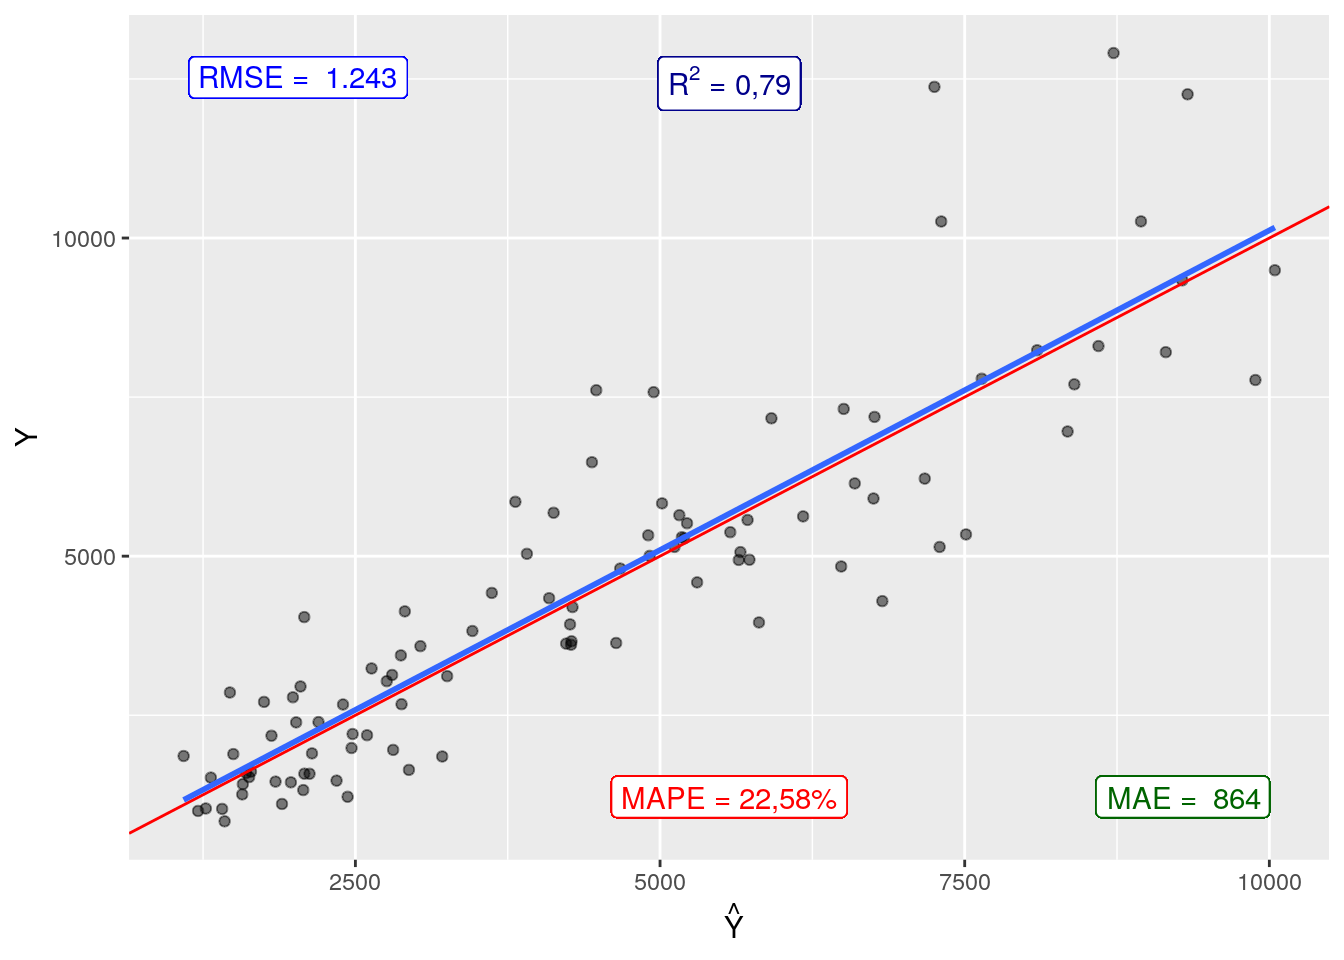 RMSE =  1.243
R² = 0,79
10000
Y
5000
MAPE = 22,58%
MAE =  864
2500
5000
7500
10000
Ŷ